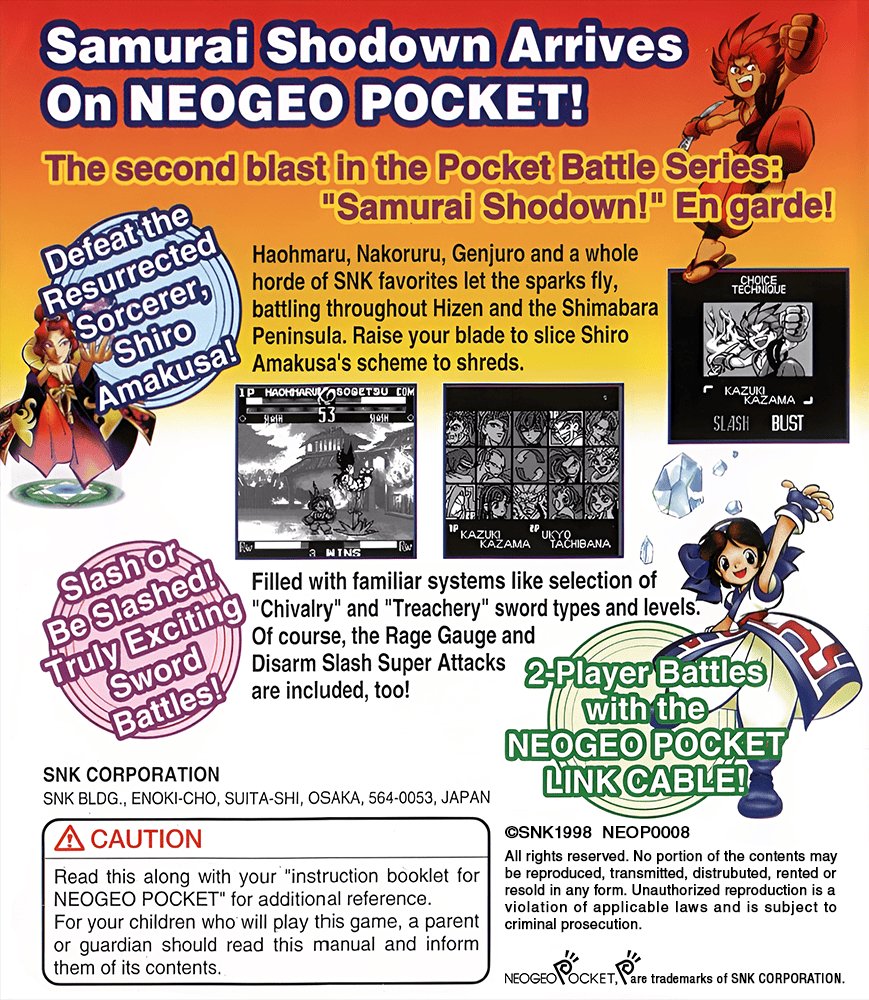 Samurai Shodown Arrives
On NEOGEO POCKET!
The second blast in the Pocket Battle Series:
"Samurai Shodown!" En garde!
Defeat the
Resurrected
Sorcerer,
Shiro
Amakusa!
Haohmaru, Nakoruru, Genjuro and a whole
horde of SNK favorites let the sparks fly,
battling throughout Hizen and the Shimabara
Peninsula. Raise your blade to slice Shiro
Amakusa's scheme to shreds.
CHOICE
TECHNIQUE
KAZUKI
KAZAMA
SLASH BUST
1P HAOHMARU KO SOGETSU COM
SLASH 53 SLASH
3 WINS
1P KAZUKI
KAZAMA
2P UKYO
TACHIBANA
Slash or
Be Slashed!
Truly Exciting
Sword
Battles!
Filled with familiar systems like selection of
"Chivalry" and "Treachery" sword types and levels.
Of course, the Rage Gauge and
Disarm Slash Super Attacks
are included, too!
2-Player Battles
with the
NEOGEO POCKET
LINK CABLE!
SNK CORPORATION
SNK BLDG., ENOKI-CHO, SUITA-SHI, OSAKA, 564-0053, JAPAN
CAUTION
Read this along with your "instruction booklet for
NEOGEO POCKET" for additional reference.
For your children who will play this game, a parent
or guardian should read this manual and inform
them of its contents.
©SNK1998 NEOP0008
All rights reserved. No portion of the contents may
be reproduced, transmitted, distrubuted, rented or
resold in any form. Unauthorized reproduction is a
violation of applicable laws and is subject to
criminal prosecution.
NEOGEO POCKET, P are trademarks of SNK CORPORATION.